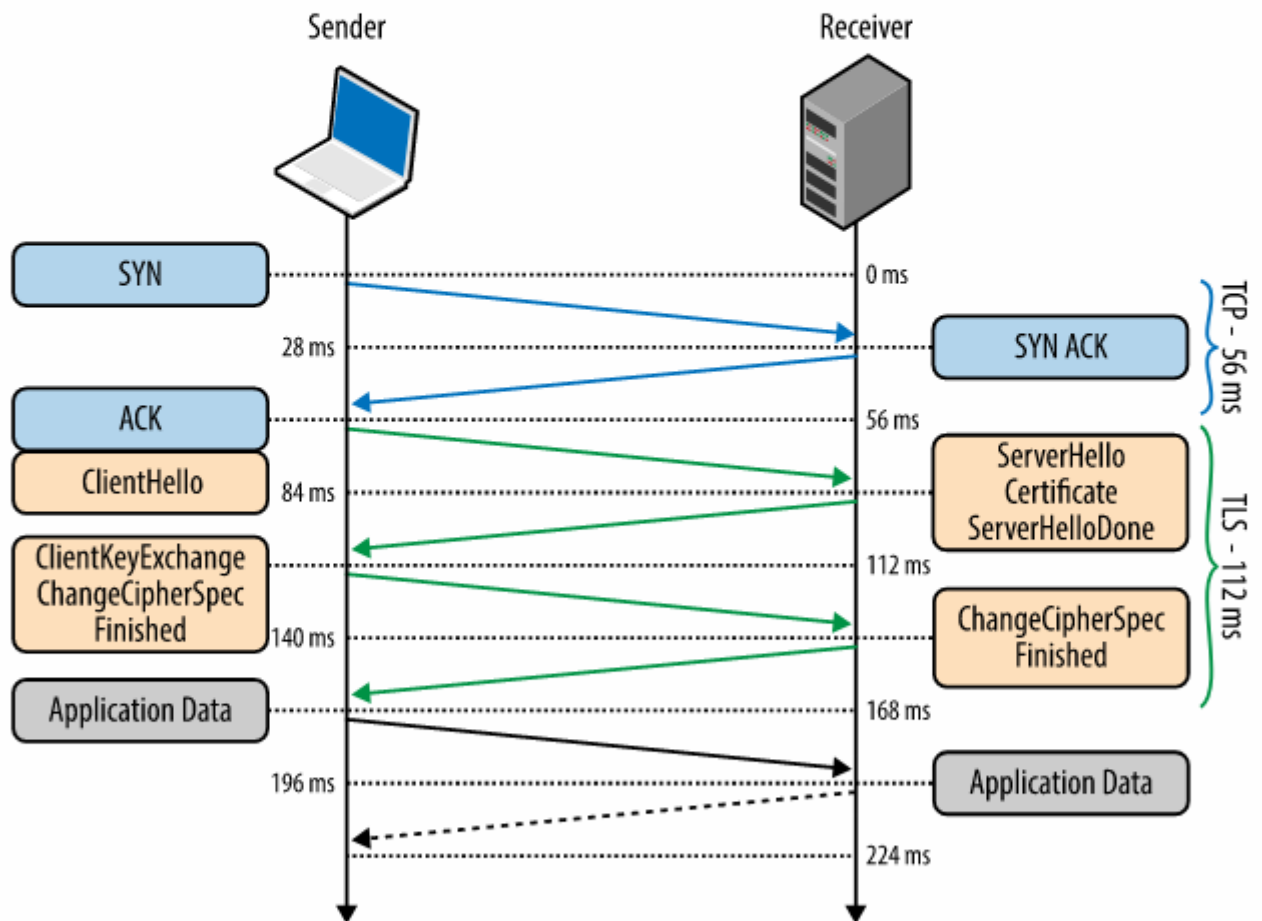 Sender
Receiver
SYN
0 ms
28 ms
SYN ACK
TCP - 56 ms
ACK
56 ms
ClientHello
84 ms
ServerHello
Certificate
ServerHelloDone
TLS - 112 ms
ClientKeyExchange
ChangeCipherSpec
Finished
112 ms
140 ms
ChangeCipherSpec
Finished
Application Data
168 ms
196 ms
Application Data
224 ms